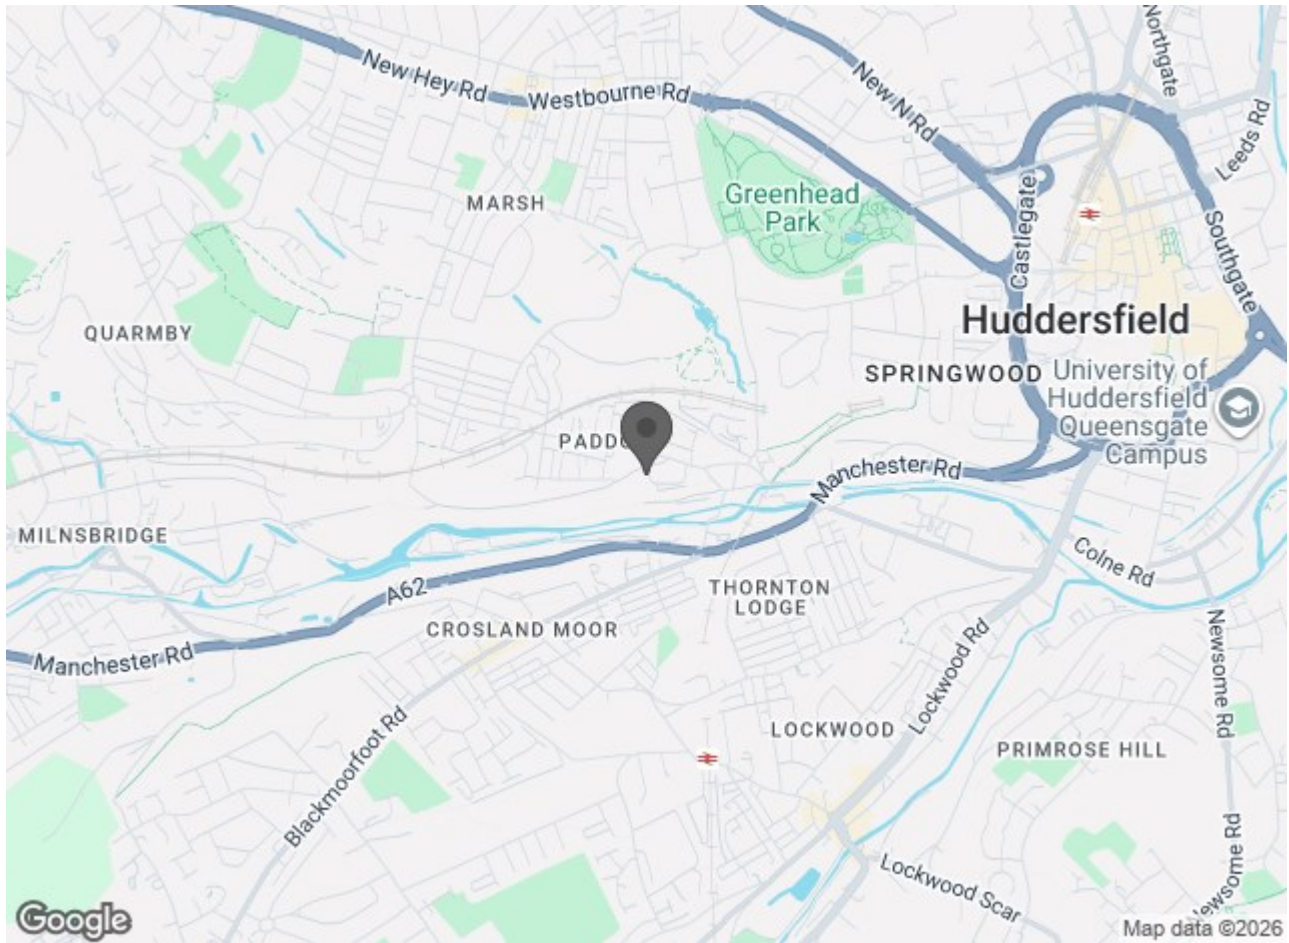 Northgate
New Hey Rd
Westbourne Rd
New N Rd
Leeds Rd
MARSH
Greenhead
Park
Castlegate
Southgate
QUARMBY
Huddersfield
SPRINGWOOD
University of
Huddersfield
Queensgate
Campus
PADDO
Manchester Rd
MILNSBRIDGE
A62
Colne Rd
THORNTON
LODGE
CROSLAND MOOR
Manchester Rd
Newsome Rd
Lockwood Rd
LOCKWOOD
PRIMROSE HILL
Blackmoorfoot Rd
Lockwood Scar
Newsome Rd
Google
Map data ©2026